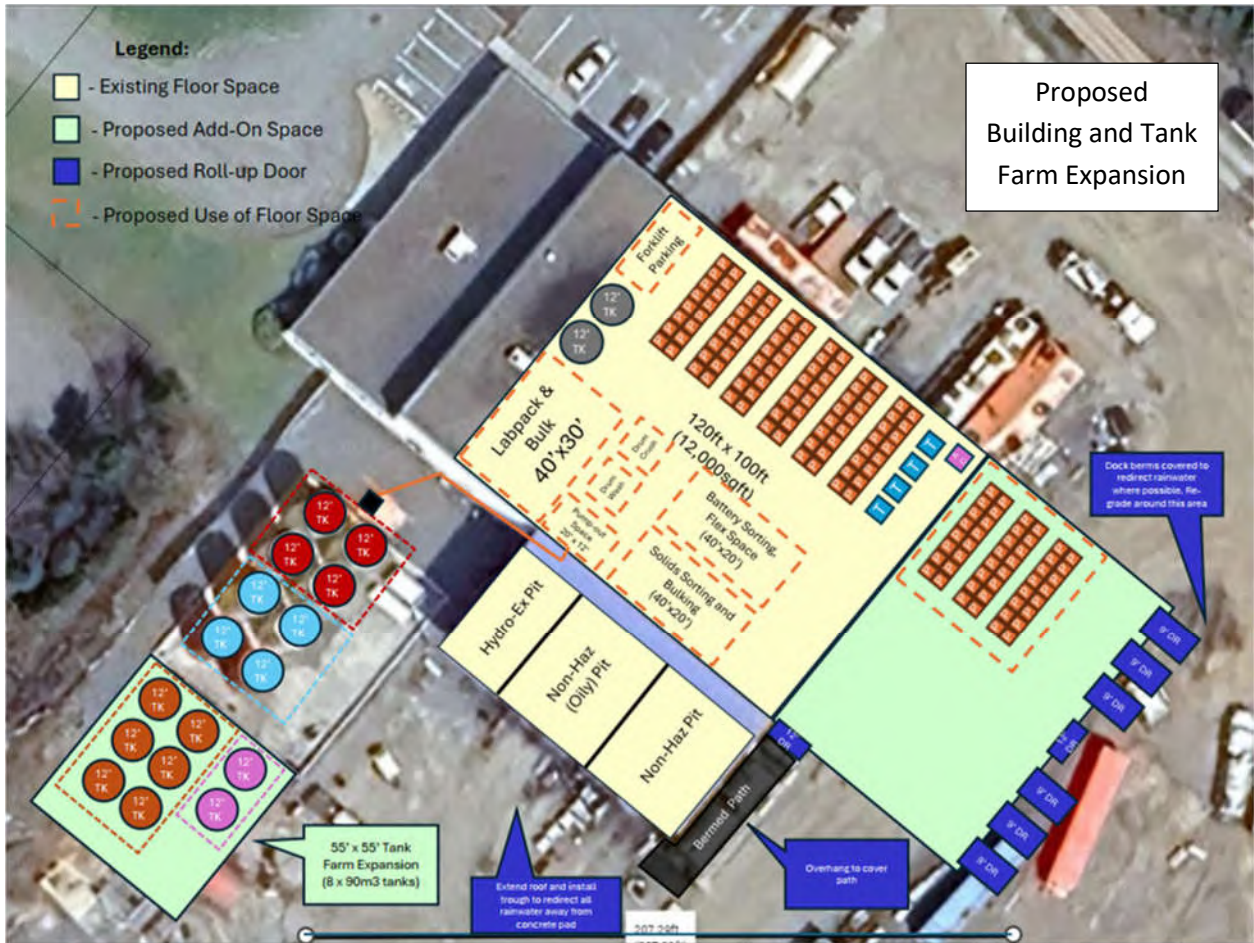 Legend:
- Existing Floor Space
- Proposed Add-On Space
- Proposed Roll-up Door
- Proposed Use of Floor Space
Proposed
Building and Tank
Farm Expansion
Forklift
Parking
12'
TK
12'
TK
Labpack &
Bulk
40'x30'
Drum
Crush
Drum
Wash
Pump-out
Space
20' x 12'
120ft x 100ft
(12,000sqft)
Battery Sorting,
Flex Space
(40'x20')
Solids Sorting and
Bulking
(40'x20')
T
T
T
T
Dock berms covered to
redirect rainwater
where possible. Re-
grade around this area
9' DR
9' DR
9' DR
12'
DR
9' DR
9' DR
9' DR
12'
DR
Hydro-Ex Pit
Non-Haz
(Oily) Pit
Non-Haz Pit
Bermed Path
Overhang to cover
path
Extend roof and install
trough to redirect all
rainwater away from
concrete pad
12'
TK
12'
TK
12'
TK
12'
TK
12'
TK
12'
TK
12'
TK
12'
TK
12'
TK
12'
TK
12'
TK
12'
TK
12'
TK
12'
TK
12'
TK
12'
TK
55' x 55' Tank
Farm Expansion
(8 x 90m3 tanks)
207.29ft